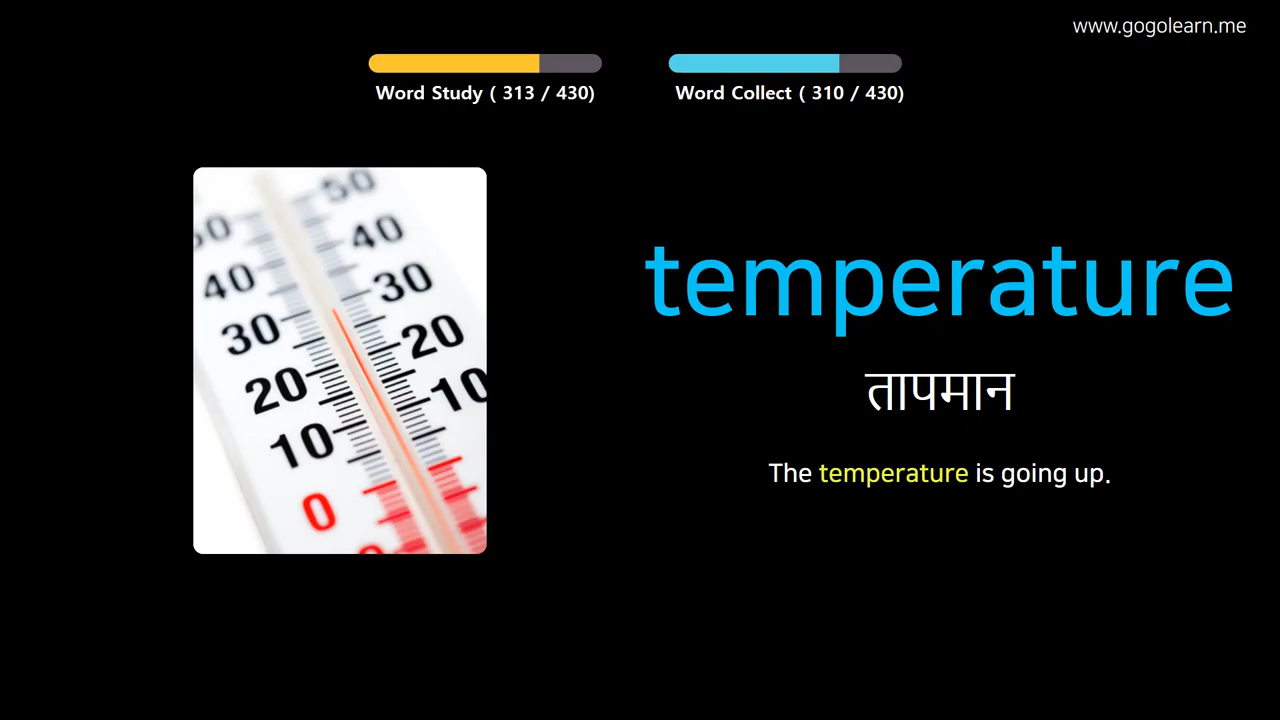 www.gogolearn.me
Word Study ( 313 / 430)
Word Collect ( 310 / 430)
50
40
40
30
30
20
20
10
10
0
temperature
तापमान
The temperature is going up.